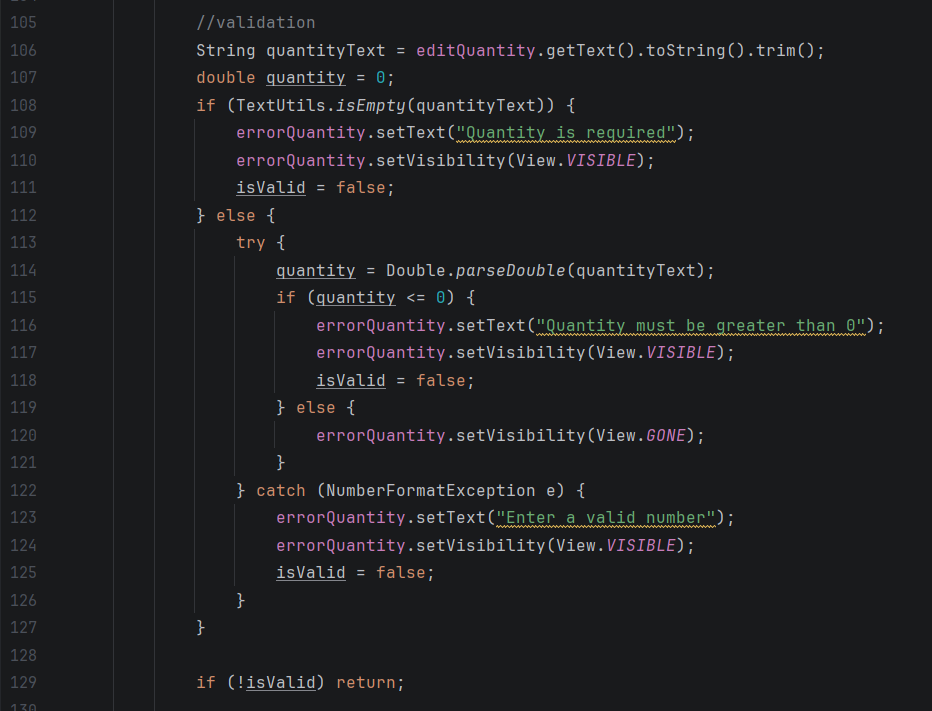 105 //validation
106 String quantityText = editQuantity.getText().toString().trim();
107 double quantity = 0;
108 if (TextUtils.isEmpty(quantityText)) {
109 errorQuantity.setText("Quantity is required");
110 errorQuantity.setVisibility(View.VISIBLE);
111 isValid = false;
112 } else {
113 try {
114 quantity = Double.parseDouble(quantityText);
115 if (quantity <= 0) {
116 errorQuantity.setText("Quantity must be greater than 0");
117 errorQuantity.setVisibility(View.VISIBLE);
118 isValid = false;
119 } else {
120 errorQuantity.setVisibility(View.GONE);
121 }
122 } catch (NumberFormatException e) {
123 errorQuantity.setText("Enter a valid number");
124 errorQuantity.setVisibility(View.VISIBLE);
125 isValid = false;
126 }
127 }
128
129 if (!isValid) return;
130